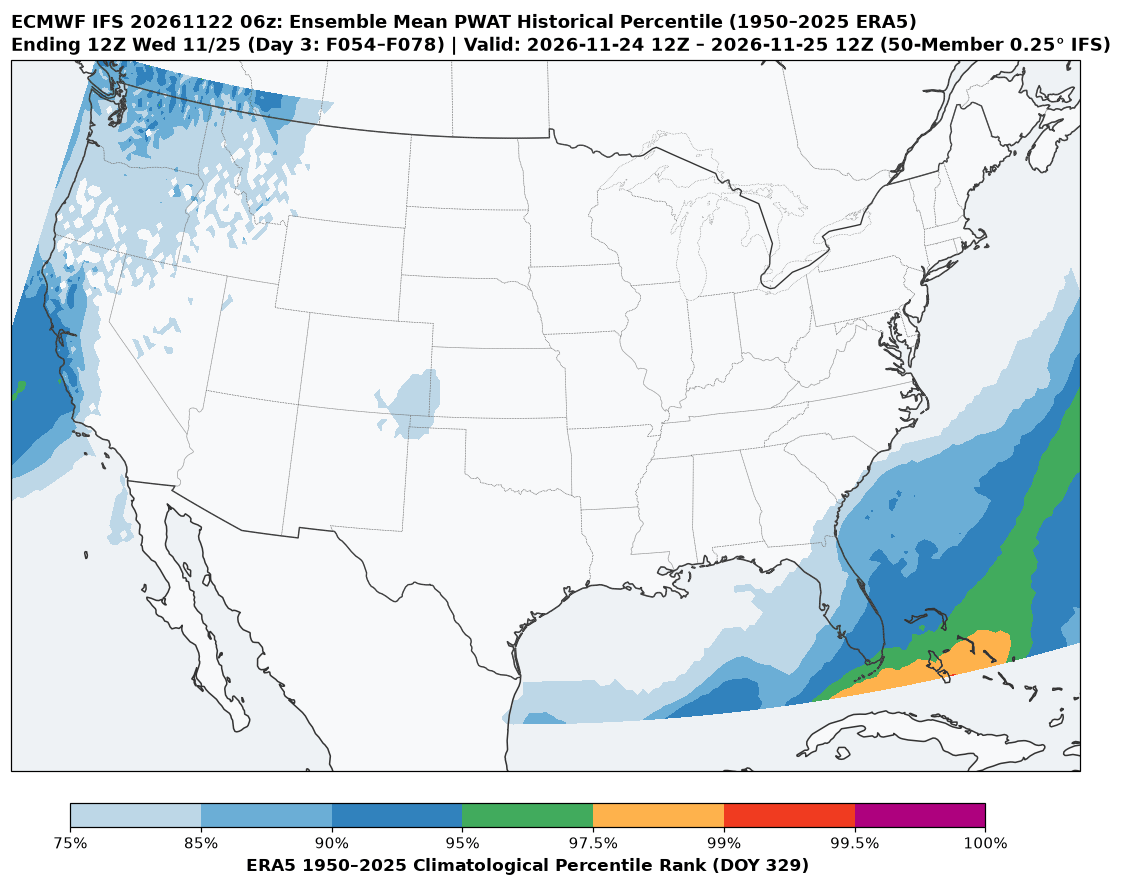 ECMWF IFS 20261122 06z: Ensemble Mean PWAT Historical Percentile (1950–2025 ERA5)
Ending 12Z Wed 11/25 (Day 3: F054–F078) | Valid: 2026-11-24 12Z – 2026-11-25 12Z (50-Member 0.25° IFS)
75% 85% 90% 95% 97.5% 99% 99.5% 100%
ERA5 1950–2025 Climatological Percentile Rank (DOY 329)